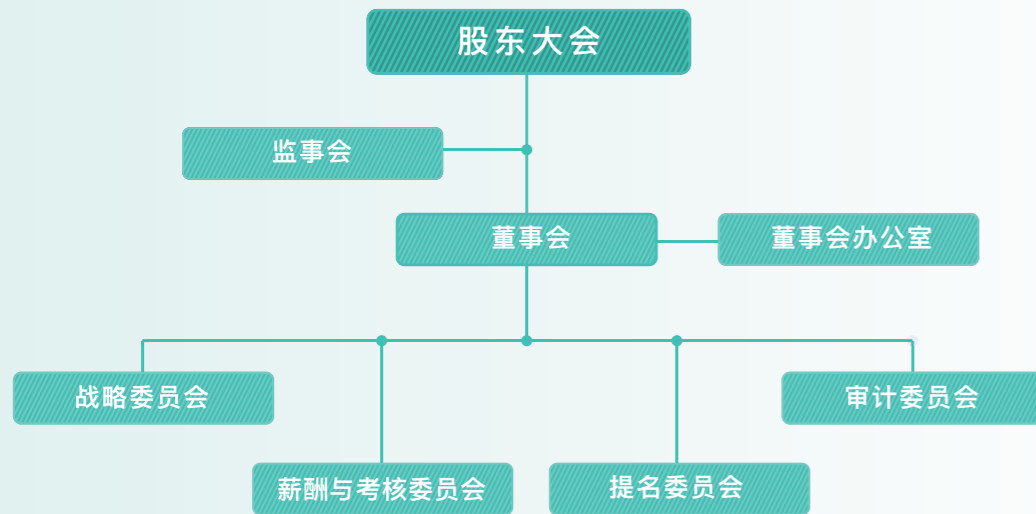 股东大会
监事会
董事会
董事会办公室
战略委员会
审计委员会
薪酬与考核委员会
提名委员会